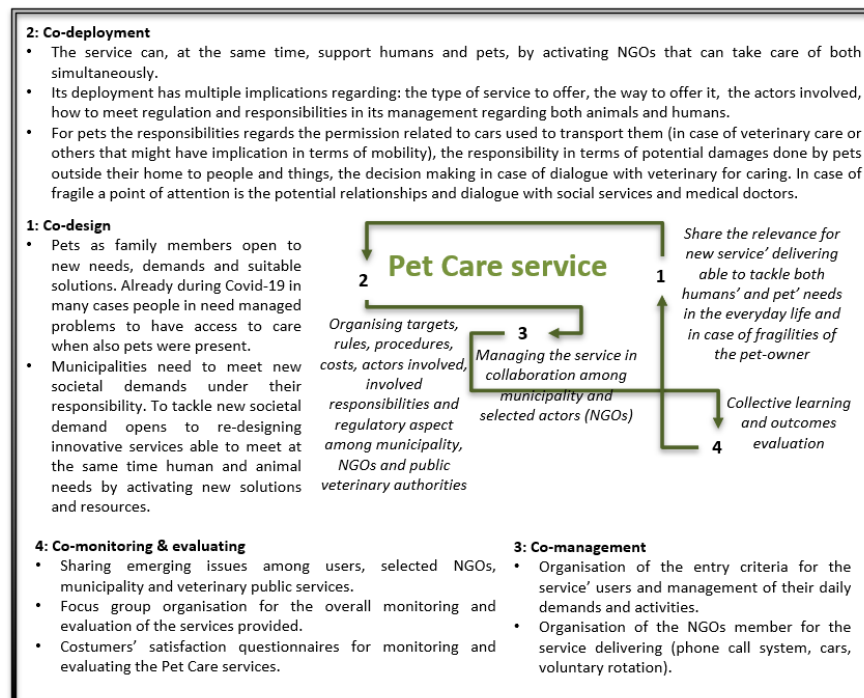 2: Co-deployment
• The service can, at the same time, support humans and pets, by activating NGOs that can take care of both
simultaneously.
• Its deployment has multiple implications regarding: the type of service to offer, the way to offer it, the actors involved,
how to meet regulation and responsibilities in its management regarding both animals and humans.
• For pets the responsibilities regards the permission related to cars used to transport them (in case of veterinary care or
others that might have implication in terms of mobility), the responsibility in terms of potential damages done by pets
outside their home to people and things, the decision making in case of dialogue with veterinary for caring. In case of
fragile a point of attention is the potential relationships and dialogue with social services and medical doctors.
1: Co-design
• Pets as family members open to
new needs, demands and suitable
solutions. Already during Covid-19 in
many cases people in need managed
problems to have access to care
when also pets were present.
• Municipalities need to meet new
societal demands under their
responsibility. To tackle new societal
demand opens to re-designing
innovative services able to meet at
the same time human and animal
needs by activating new solutions
and resources.
Pet Care service
2
Organising targets,
rules, procedures,
costs, actors involved,
involved
responsibilities and
regulatory aspect
among municipality,
NGOs and public
veterinary authorities
3
Managing the service in
collaboration among
municipality and
selected actors (NGOs)
1
Share the relevance for
new service' delivering
able to tackle both
humans' and pet' needs
in the everyday life and
in case of fragilities of
the pet-owner
4
Collective learning
and outcomes
evaluation
4: Co-monitoring & evaluating
• Sharing emerging issues among users, selected NGOs,
municipality and veterinary public services.
• Focus group organisation for the overall monitoring and
evaluation of the services provided.
• Costumers' satisfaction questionnaires for monitoring and
evaluating the Pet Care services.
3: Co-management
• Organisation of the entry criteria for the
service' users and management of their daily
demands and activities.
• Organisation of the NGOs member for the
service delivering (phone call system, cars,
voluntary rotation).